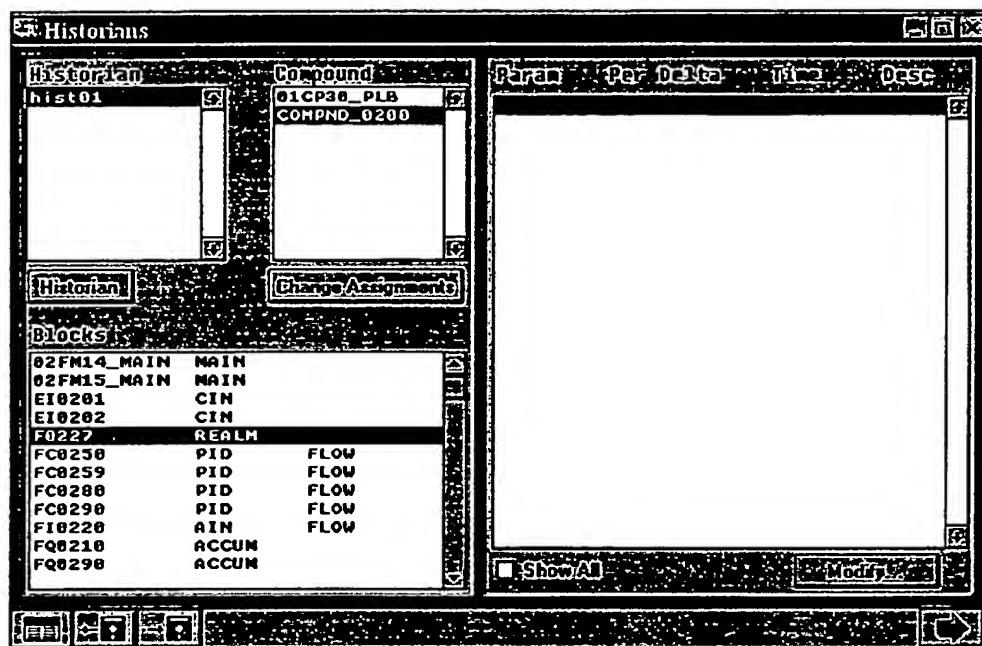 Historians
Historian
hist01
Compound
01CP30_PLB
COMPND_0200
Historian
Change Assignments
Blocks
02FM14_MAIN MAIN
02FM15_MAIN MAIN
EI0201 CIN
EI0202 CIN
F0227 REALM
FC0250 PID FLOW
FC0259 PID FLOW
FC0280 PID FLOW
FC0290 PID FLOW
FI0220 AIN FLOW
FQ0210 ACCUM
FQ0290 ACCUM
Param Per Delta Time Desc
Show All
Modify...